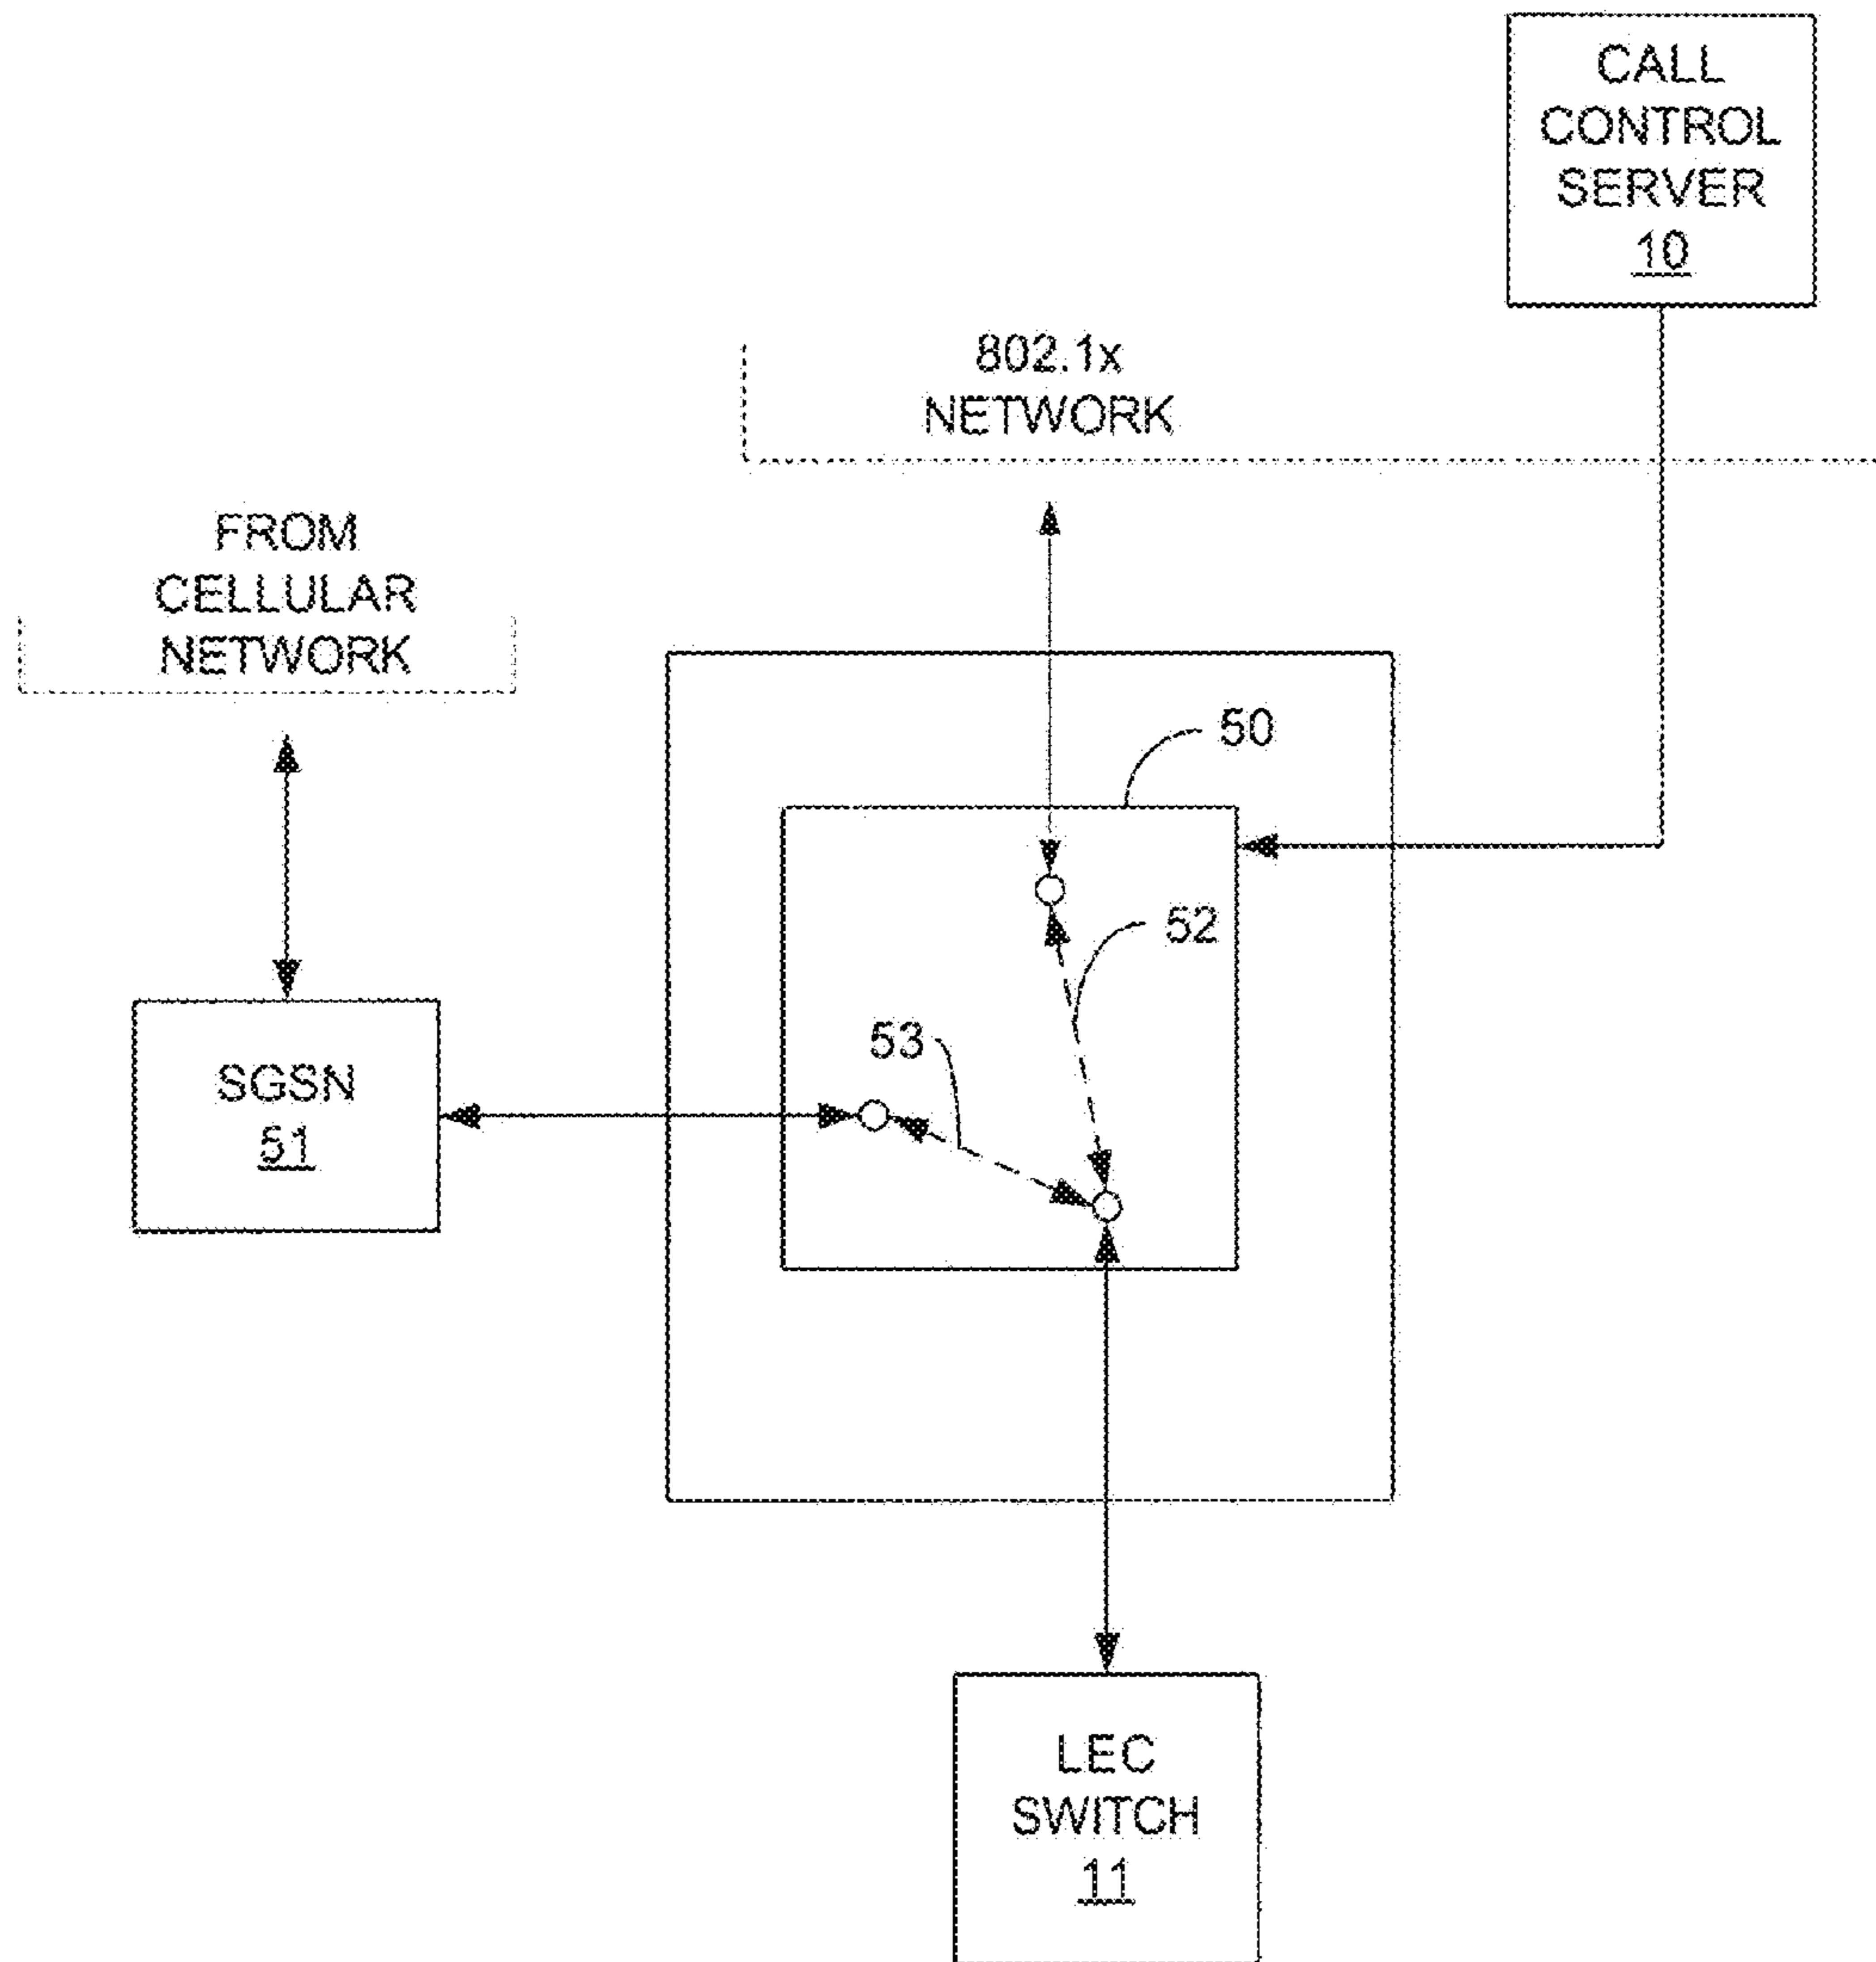 CALL
CONTROL
SERVER
10
802.1x
NETWORK
FROM
CELLULAR
NETWORK
50
52
53
SGSN
51
LEC
SWITCH
11